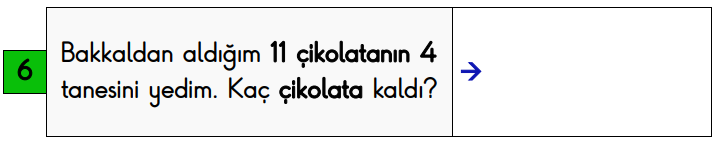 6
Bakkaldan aldığım 11 çikolatanın 4
tanesini yedim. Kaç çikolata kaldı?
→